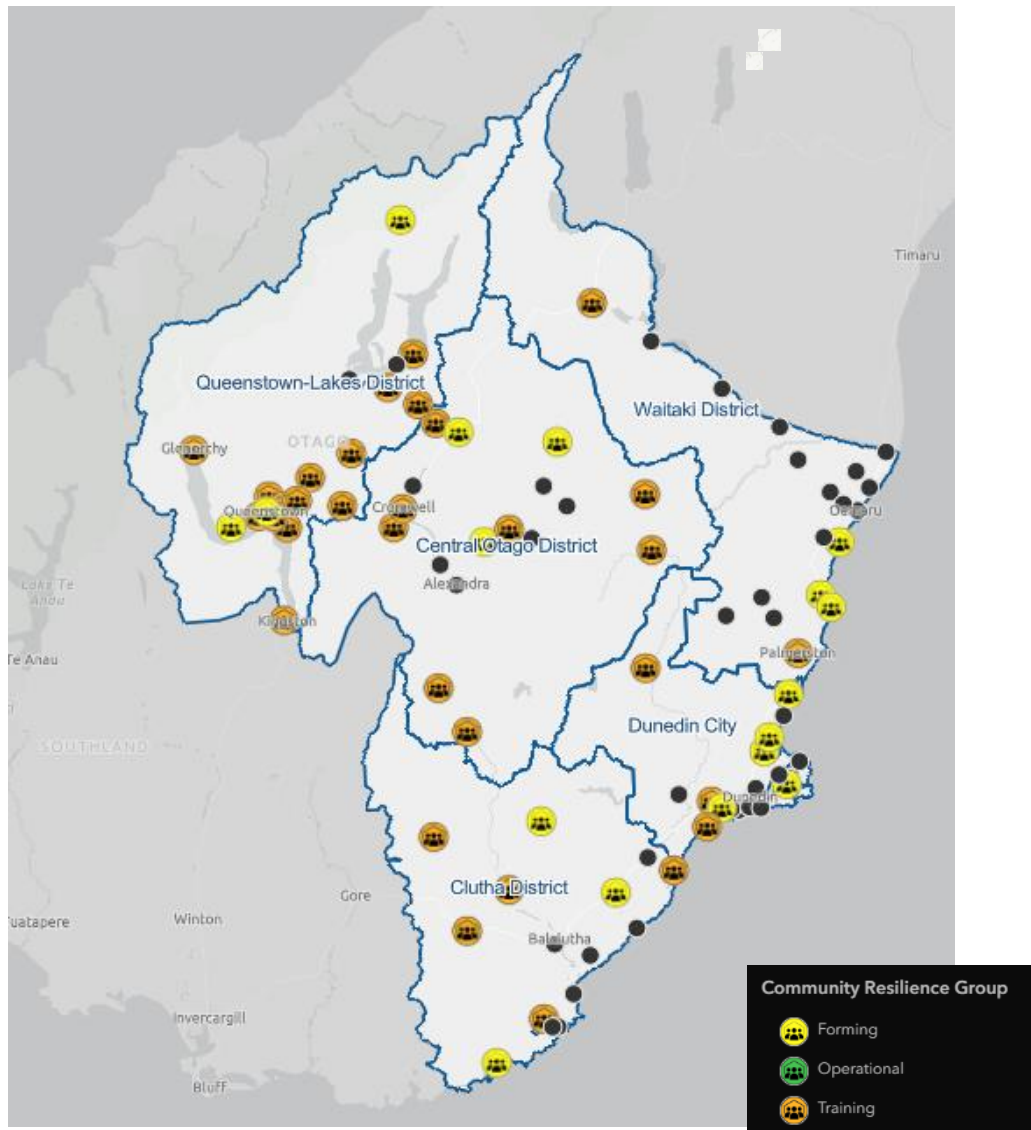 Timaru
Queenstown-Lakes District
Waitaki District
Glenorchy
OTAGO
Queenstown
Cromwell
Oamaru
Central Otago District
Alexandra
Lake Te
Anau
Kingston
Te Anau
Palmerston
Dunedin City
SOUTHLAND
Dunedin
Clutha District
Gore
uatapere
Winton
Balclutha
Invercargill
Bluff
Community Resilience Group
Forming
Operational
Training